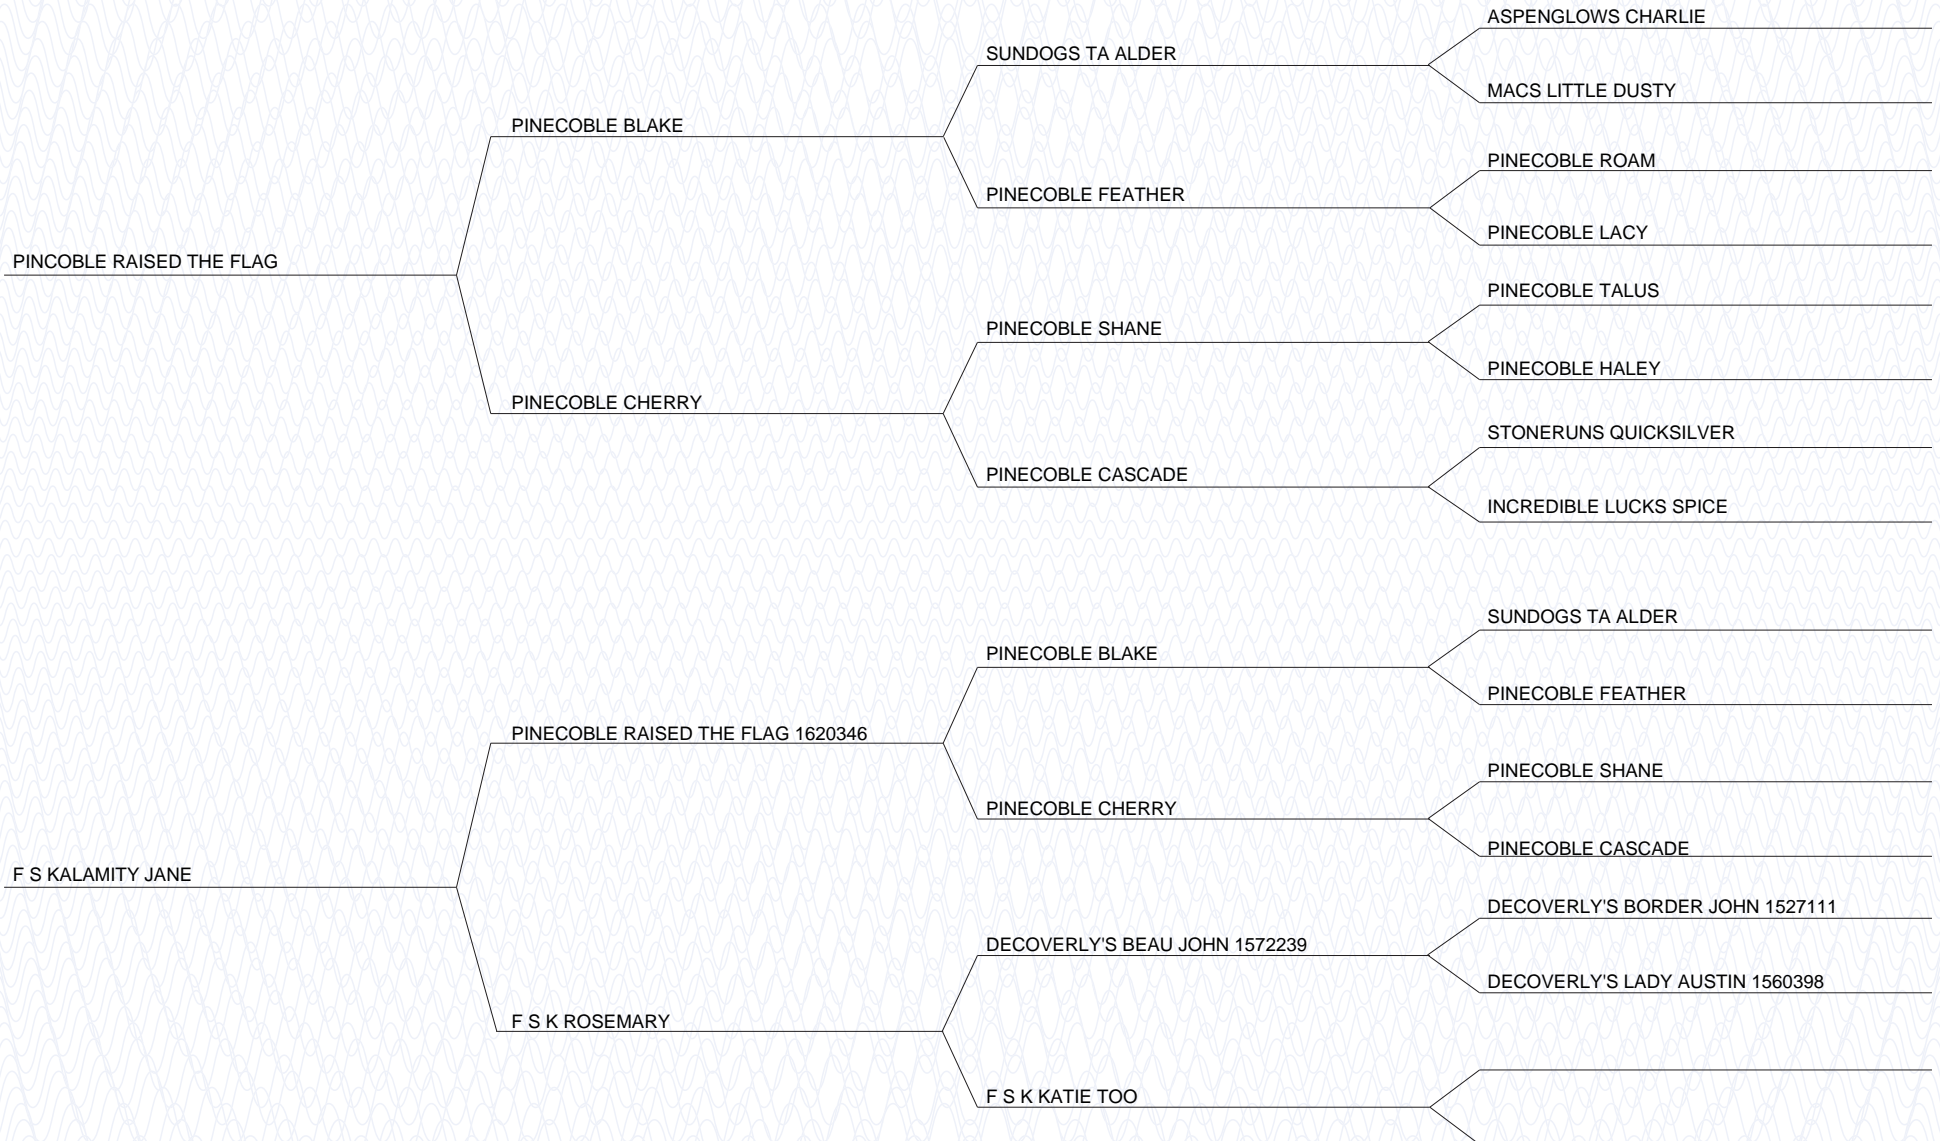 ASPENGLOWS CHARLIE
SUNDOGS TA ALDER
MACS LITTLE DUSTY
PINECOBLE BLAKE
PINECOBLE ROAM
PINECOBLE FEATHER
PINECOBLE LACY
PINCOBLE RAISED THE FLAG
PINECOBLE TALUS
PINECOBLE SHANE
PINECOBLE HALEY
PINECOBLE CHERRY
STONERUNS QUICKSILVER
PINECOBLE CASCADE
INCREDIBLE LUCKS SPICE
SUNDOGS TA ALDER
PINECOBLE BLAKE
PINECOBLE FEATHER
PINECOBLE RAISED THE FLAG 1620346
PINECOBLE SHANE
PINECOBLE CHERRY
PINECOBLE CASCADE
F S KALAMITY JANE
DECOVERLY'S BORDER JOHN 1527111
DECOVERLY'S BEAU JOHN 1572239
DECOVERLY'S LADY AUSTIN 1560398
F S K ROSEMARY
F S K KATIE TOO